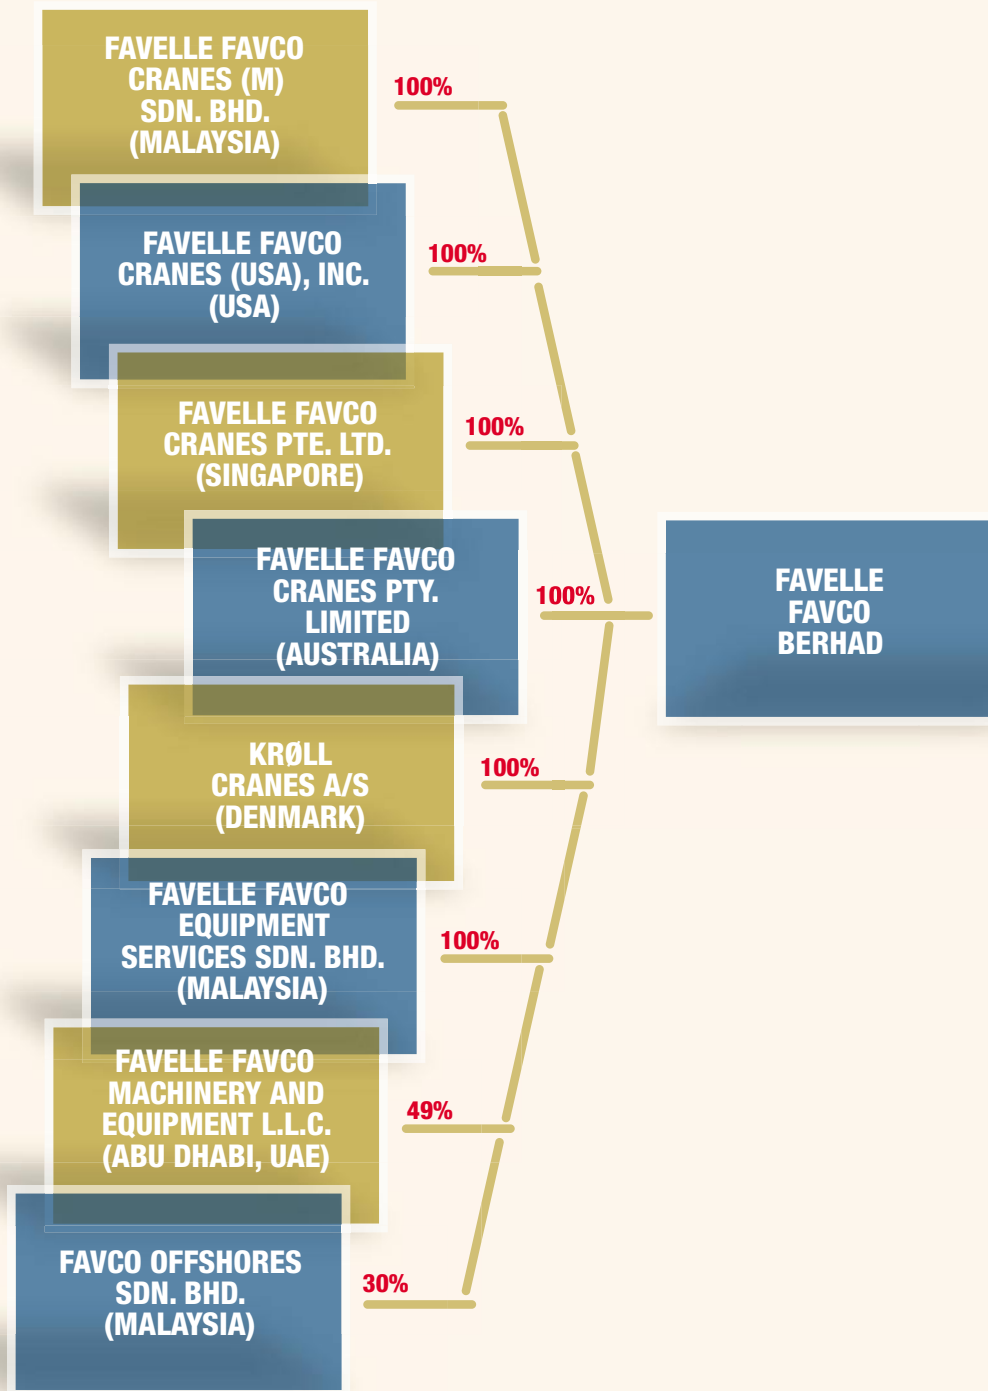 FAVELLE FAVCO
CRANES (M)
SDN. BHD.
(MALAYSIA)
100%
FAVELLE FAVCO
CRANES (USA), INC.
(USA)
100%
FAVELLE FAVCO
CRANES PTE. LTD.
(SINGAPORE)
100%
FAVELLE FAVCO
CRANES PTY.
LIMITED
(AUSTRALIA)
100%
FAVELLE
FAVCO
BERHAD
KRØLL
CRANES A/S
(DENMARK)
100%
FAVELLE FAVCO
EQUIPMENT
SERVICES SDN. BHD.
(MALAYSIA)
100%
FAVELLE FAVCO
MACHINERY AND
EQUIPMENT L.L.C.
(ABU DHABI, UAE)
49%
FAVCO OFFSHORES
SDN. BHD.
(MALAYSIA)
30%